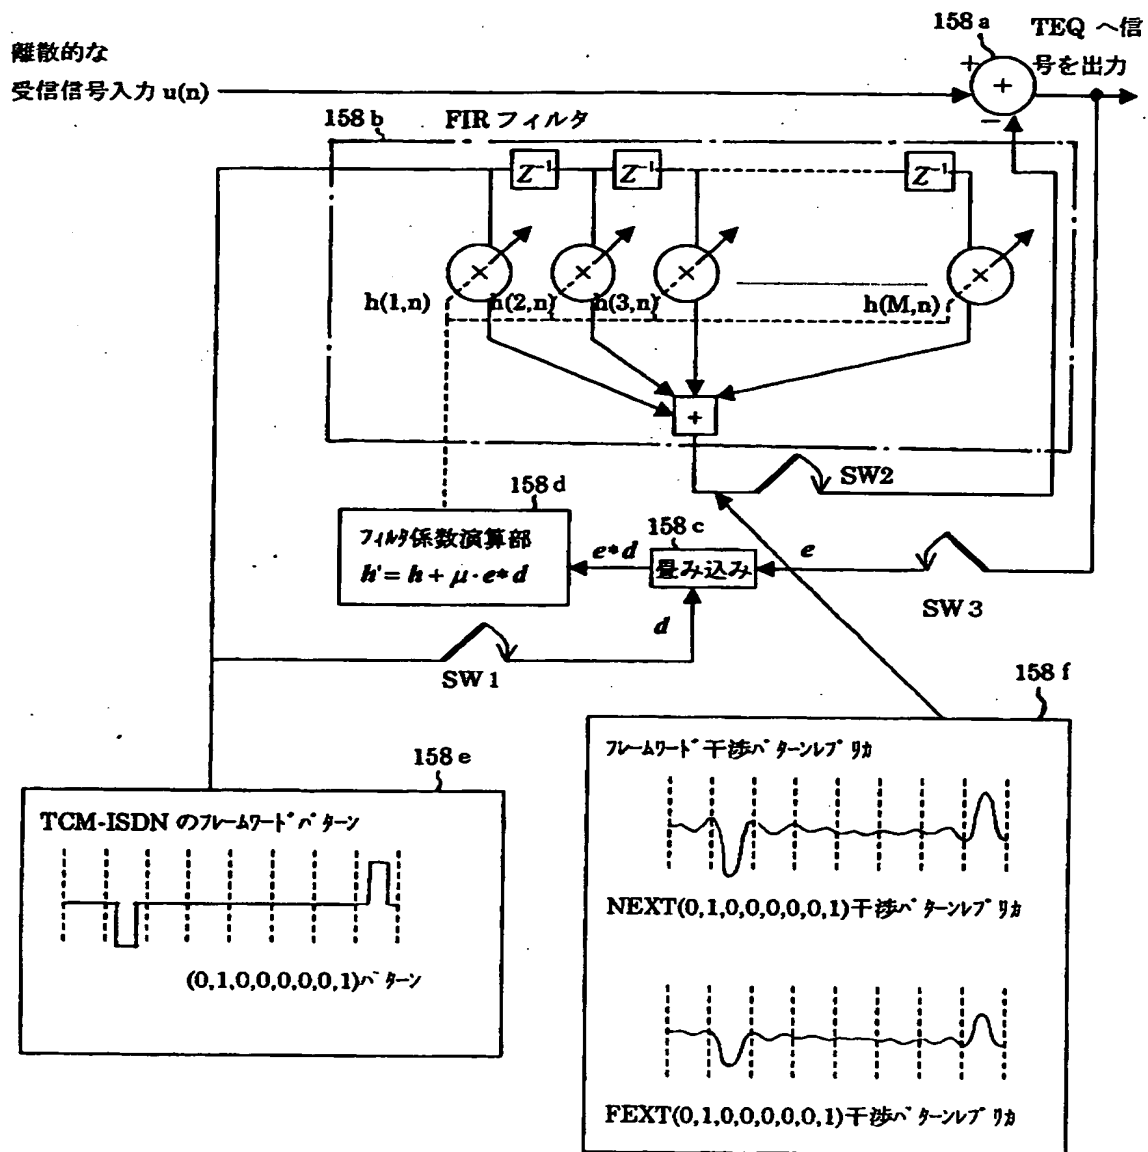 158 a
TEQ へ信
号を出力
離散的な
受信信号入力 u(n)
+
+
−
158 b
FIR フィルタ
Z⁻¹
Z⁻¹
Z⁻¹
×
×
×
×
h(1,n)
h(2,n)
h(3,n)
h(M,n)
+
SW2
158 d
フィルタ係数演算部
h' = h + μ · e* d
e* d
158 c
畳み込み
e
SW 3
d
SW 1
158 f
フレームワード干渉パターンレプリカ
NEXT(0,1,0,0,0,0,0,1)干渉パターンレプリカ
FEXT(0,1,0,0,0,0,0,1)干渉パターンレプリカ
158 e
TCM-ISDN のフレームワードパターン
(0,1,0,0,0,0,0,1)パターン